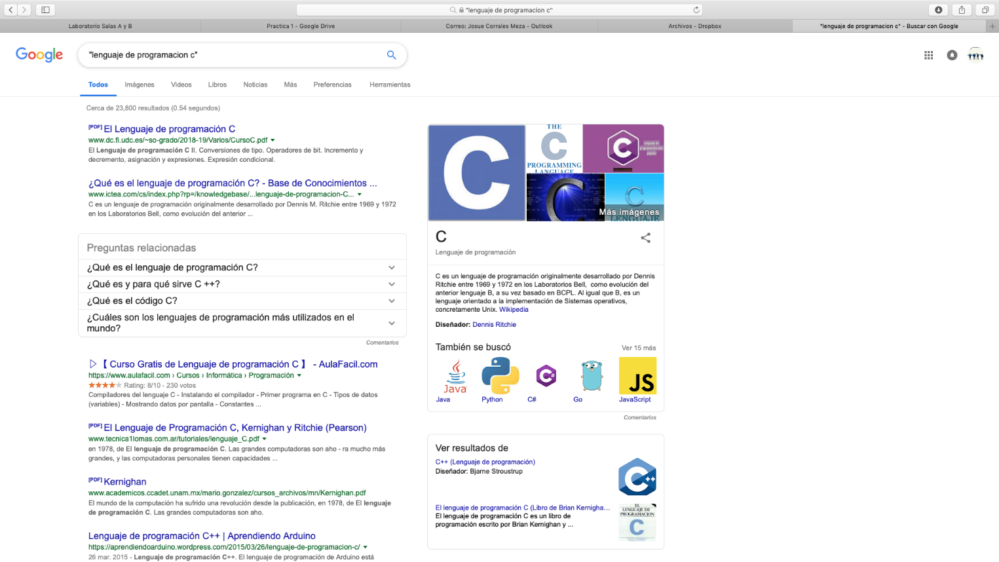 "lenguaje de programacion c"
Laboratorio Salas A y B
Practica 1 - Google Drive
Correo: Josue Corrales Meza - Outlook
Archivos - Dropbox
"lenguaje de programacion c" - Buscar con Google
Google
"lenguaje de programacion c"
Todos
Imágenes
Videos
Libros
Noticias
Más
Preferencias
Herramientas
Cerca de 23,800 resultados (0.54 segundos)
[PDF] El Lenguaje de programación C
www.dc.fi.udc.es/~so-grado/2018-19/Varios/CursoC.pdf
El Lenguaje de programación C II. Conversiones de tipo. Operadores de bit. Incremento y
decremento, asignación y expresiones. Expresión condicional.
¿Qué es el lenguaje de programación C? - Base de Conocimientos ...
www.ictea.com/cs/index.php?rp=/knowledgebase/...lenguaje-de-programacion-C...
C es un lenguaje de programación originalmente desarrollado por Dennis M. Ritchie entre 1969 y 1972
en los Laboratorios Bell, como evolución del anterior ...
Preguntas relacionadas
¿Qué es el lenguaje de programación C?
¿Qué es y para qué sirve C ++?
¿Qué es el código C?
¿Cuáles son los lenguajes de programación más utilizados en el
mundo?
Comentarios
▷ 【 Curso Gratis de Lenguaje de programación C 】 - AulaFacil.com
https://www.aulafacil.com › Cursos › Informática › Programación
Rating: 8/10 - 230 votos
Compiladores del lenguaje C - Instalando el compilador - Primer programa en C - Tipos de datos
(variables) - Mostrando datos por pantalla - Constantes ...
[PDF] El Lenguaje de Programación C, Kernighan y Ritchie (Pearson)
www.tecnica1lomas.com.ar/tutoriales/lenguaje_C.pdf
en 1978, de El lenguaje de programación C. Las grandes computadoras son aho - ra mucho más
grandes, y las computadoras personales tienen capacidades ...
[PDF] Kernighan
www.academicos.ccadet.unam.mx/mario.gonzalez/cursos_archivos/mn/Kernighan.pdf
El mundo de la computación ha sufrido una revolución desde la publicación, en 1978, de El lenguaje
de programación C. Las grandes computadoras son aho.
Lenguaje de programación C++ | Aprendiendo Arduino
https://aprendiendoarduino.wordpress.com/2015/03/26/lenguaje-de-programacion-c/
26 mar. 2015 - Lenguaje de programación C++. El lenguaje de programación de Arduino está
C
THE
C
PROGRAMMING
LANGUAGE
C
C
C
LENGUAJE
Más imágenes
C
Lenguaje de programación
C es un lenguaje de programación originalmente desarrollado por Dennis
Ritchie entre 1969 y 1972 en los Laboratorios Bell, como evolución del
anterior lenguaje B, a su vez basado en BCPL. Al igual que B, es un
lenguaje orientado a la implementación de Sistemas operativos,
concretamente Unix. Wikipedia
Diseñador: Dennis Ritchie
También se buscó
Ver 15 más
Java
C#
JS
Java
Python
C#
Go
JavaScript
Comentarios
Ver resultados de
C++ (Lenguaje de programación)
Diseñador: Bjarne Stroustrup
C++
El lenguaje de programación C (Libro de Brian Kernigha...
El lenguaje de programación C es un libro de
programación escrito por Brian Kernighan y ...
EL
LENGUAJE DE
PROGRAMACION
C